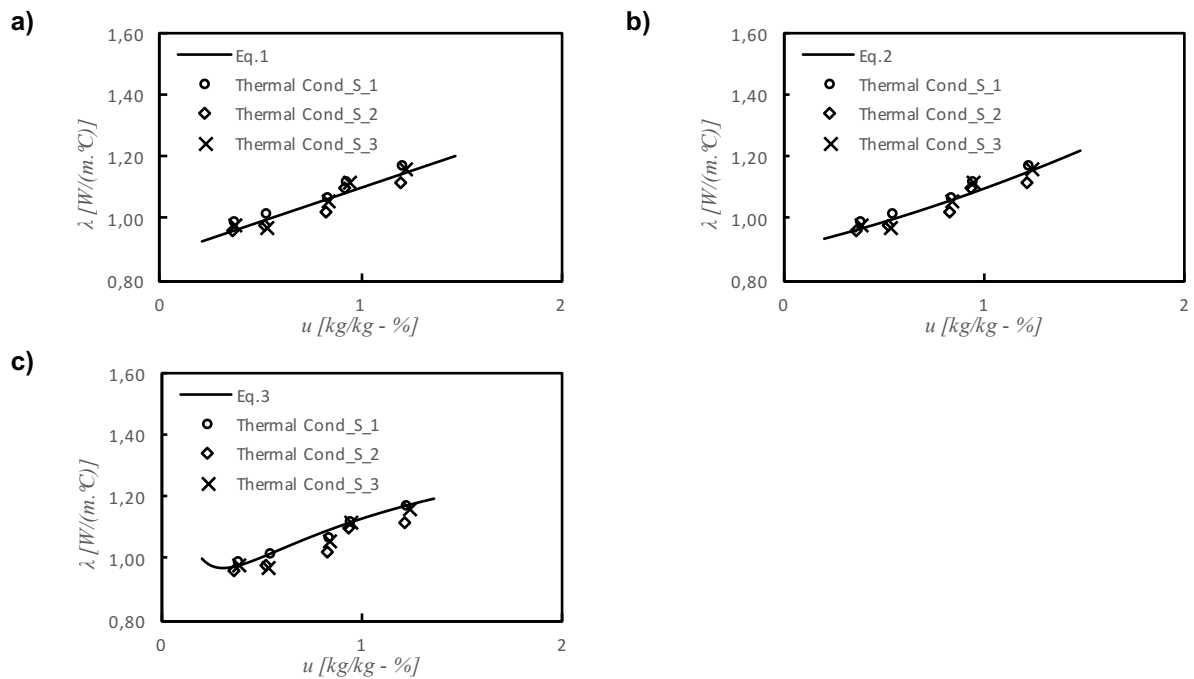 a)
1,60
1,40
1,20
1,00
0,80
λ [W/(m.ºC)]
Eq.1
Thermal Cond_S_1
Thermal Cond_S_2
Thermal Cond_S_3
0 1 2
u [kg/kg - %]
b)
1,60
1,40
1,20
1,00
0,80
λ [W/(m.ºC)]
Eq.2
Thermal Cond_S_1
Thermal Cond_S_2
Thermal Cond_S_3
0 1 2
u [kg/kg - %]
c)
1,60
1,40
1,20
1,00
0,80
λ [W/(m.ºC)]
Eq.3
Thermal Cond_S_1
Thermal Cond_S_2
Thermal Cond_S_3
0 1 2
u [kg/kg - %]